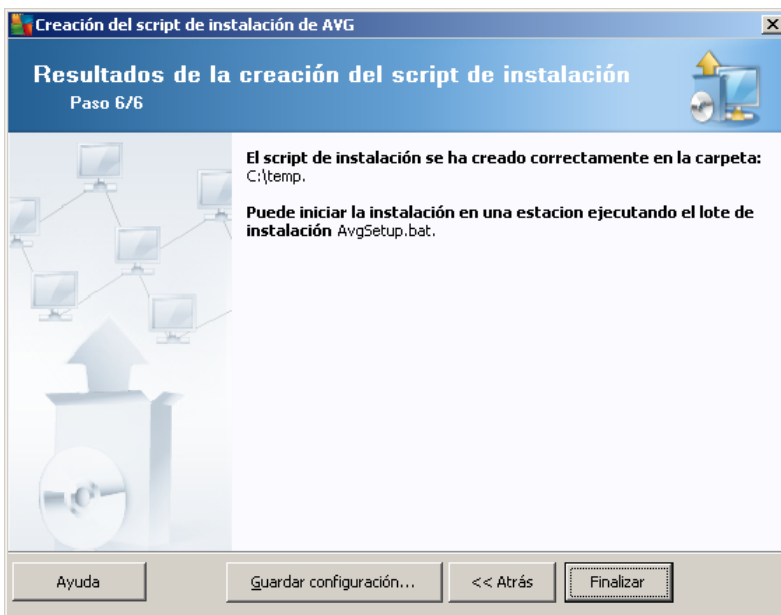 Creación del script de instalación de AVG
Resultados de la creación del script de instalación
Paso 6/6
El script de instalación se ha creado correctamente en la carpeta:
C:\temp.
Puede iniciar la instalación en una estacion ejecutando el lote de
instalación AvgSetup.bat.
Ayuda
Guardar configuración...
<< Atrás
Finalizar